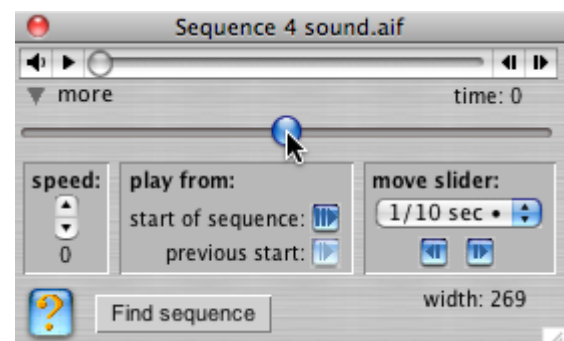 Sequence 4 sound.aif
more
time: 0
speed:
play from:
move slider:
start of sequence:
1/10 sec •
previous start:
0
Find sequence
width: 269